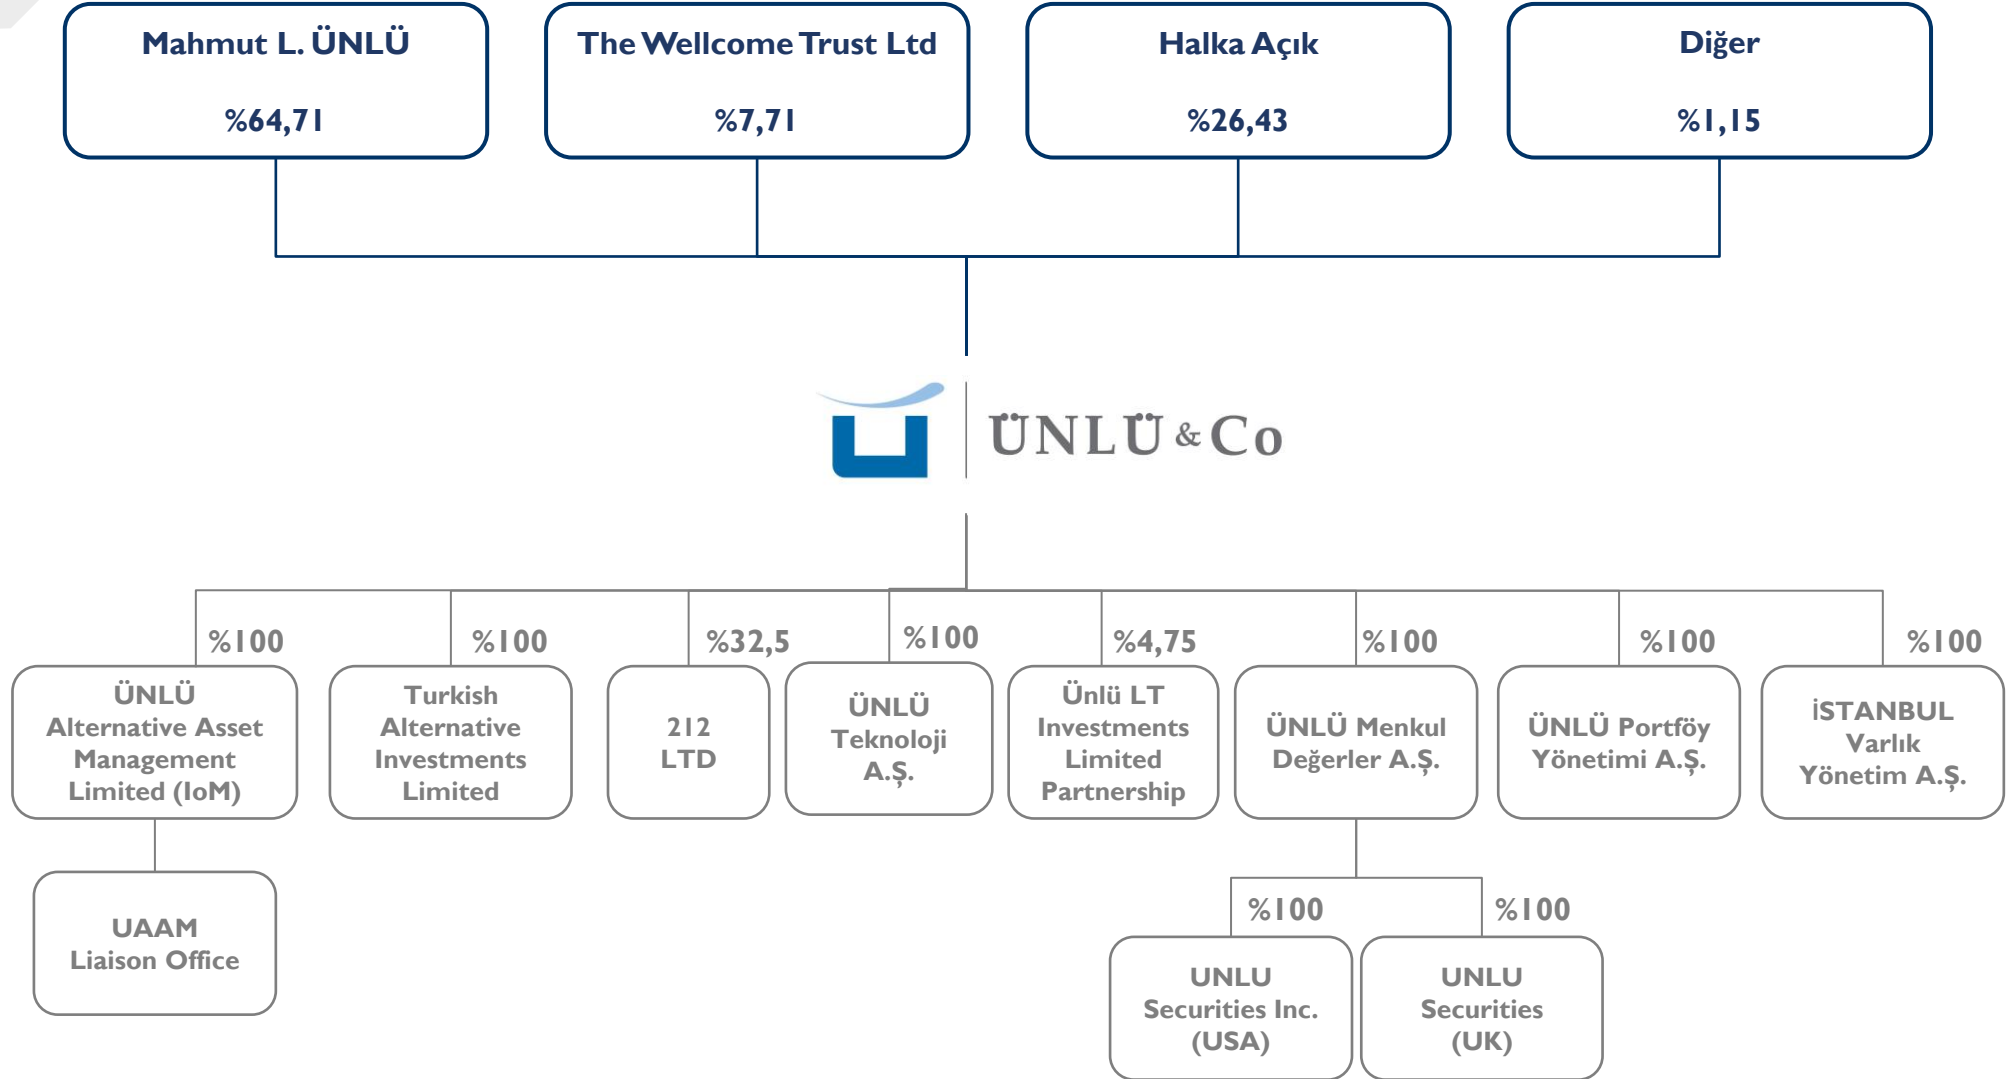 Mahmut L. ÜNLÜ
%64,71
The Wellcome Trust Ltd
%7,71
Halka Açık
%26,43
Diğer
%1,15
ÜNLÜ & Co
%100
ÜNLÜ
Alternative Asset
Management
Limited (IoM)
%100
Turkish
Alternative
Investments
Limited
%32,5
212
LTD
%100
ÜNLÜ
Teknoloji
A.Ş.
%4,75
Ünlü LT
Investments
Limited
Partnership
%100
ÜNLÜ Menkul
Değerler A.Ş.
%100
ÜNLÜ Portföy
Yönetimi A.Ş.
%100
İSTANBUL
Varlık
Yönetim A.Ş.
UAAM
Liaison Office
%100
UNLU
Securities Inc.
(USA)
%100
UNLU
Securities
(UK)